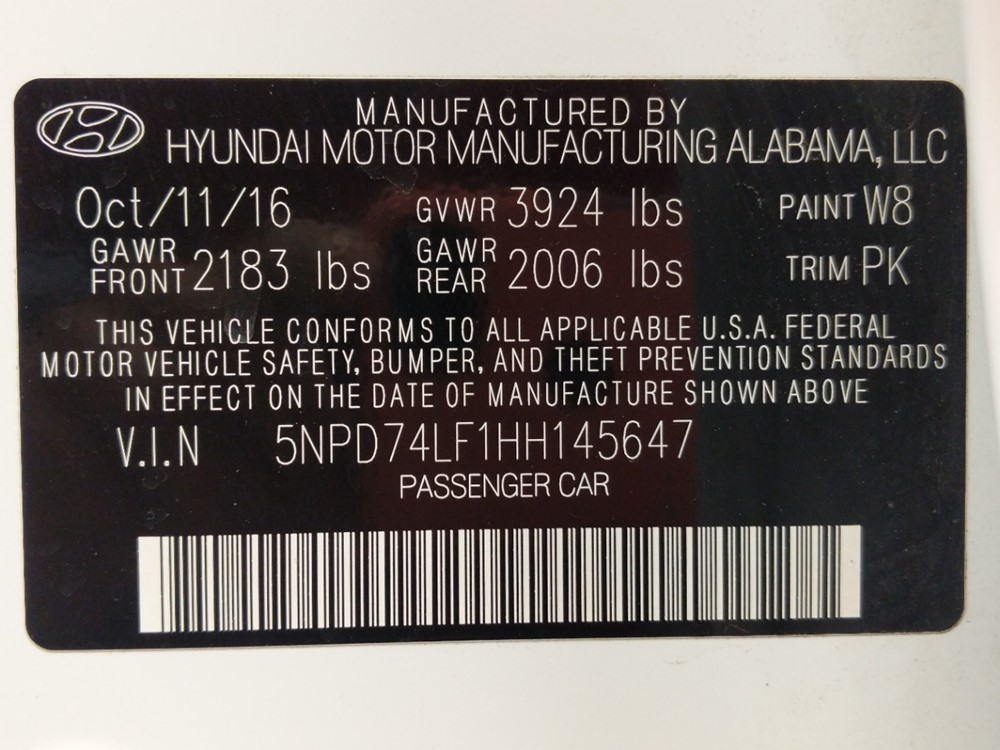 MANUFACTURED BY
HYUNDAI MOTOR MANUFACTURING ALABAMA, LLC
Oct/11/16 GVWR 3924 lbs PAINT W8
GAWR FRONT 2183 lbs GAWR REAR 2006 lbs TRIM PK
THIS VEHICLE CONFORMS TO ALL APPLICABLE U.S.A. FEDERAL
MOTOR VEHICLE SAFETY, BUMPER, AND THEFT PREVENTION STANDARDS
IN EFFECT ON THE DATE OF MANUFACTURE SHOWN ABOVE
V.I.N 5NPD74LF1HH145647
PASSENGER CAR